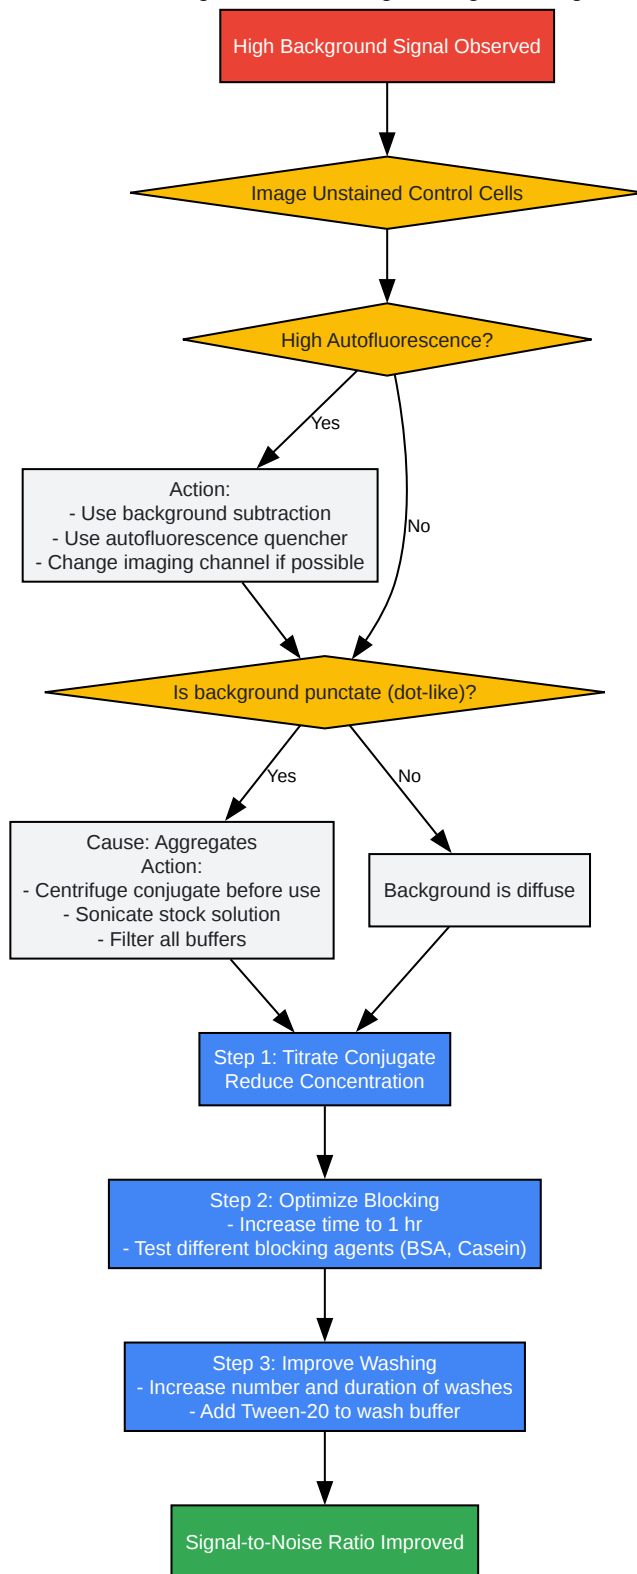 High Background Signal Observed
Image Unstained Control Cells
High Autofluorescence?
Yes
No
Action:
- Use background subtraction
- Use autofluorescence quencher
- Change imaging channel if possible
Is background punctate (dot-like)?
Yes
No
Cause: Aggregates
Action:
- Centrifuge conjugate before use
- Sonicate stock solution
- Filter all buffers
Background is diffuse
Step 1: Titrate Conjugate
Reduce Concentration
Step 2: Optimize Blocking
- Increase time to 1 hr
- Test different blocking agents (BSA, Casein)
Step 3: Improve Washing
- Increase number and duration of washes
- Add Tween-20 to wash buffer
Signal-to-Noise Ratio Improved